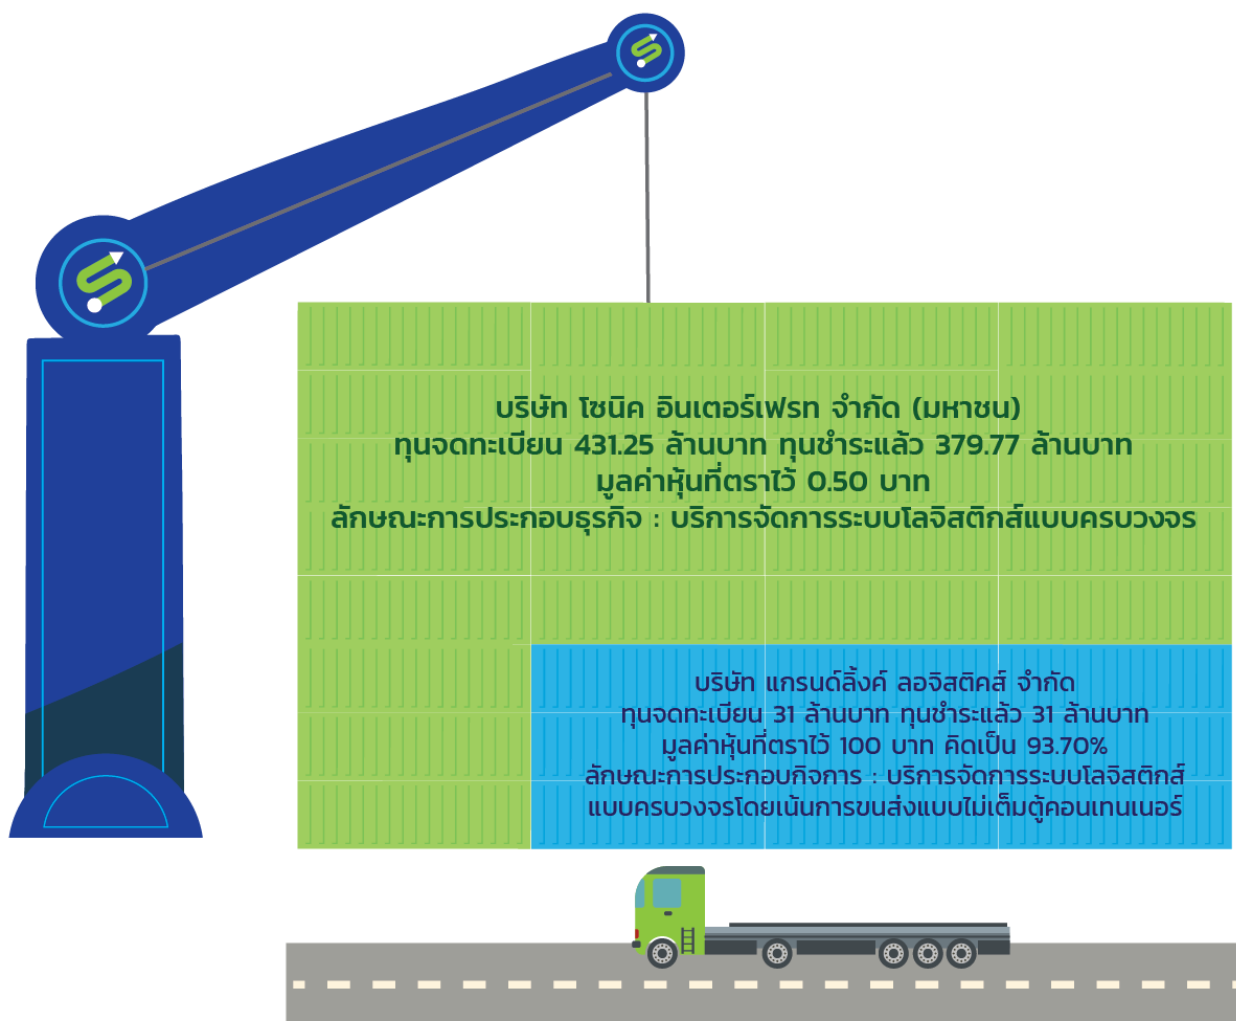 บริษัท โซนิค อินเตอร์เฟรท จำกัด (มหาชน)
ทุนจดทะเบียน 431.25 ล้านบาท ทุนชำระแล้ว 379.77 ล้านบาท
มูลค่าหุ้นที่ตราไว้ 0.50 บาท
ลักษณะการประกอบธุรกิจ : บริการจัดการระบบโลจิสติกส์แบบครบวงจร
บริษัท แกรนด์ลิ้งค์ ลอจิสติคส์ จำกัด
ทุนจดทะเบียน 31 ล้านบาท ทุนชำระแล้ว 31 ล้านบาท
มูลค่าหุ้นที่ตราไว้ 100 บาท คิดเป็น 93.70%
ลักษณะการประกอบกิจการ : บริการจัดการระบบโลจิสติกส์
แบบครบวงจรโดยเน้นการขนส่งแบบไม่เต็มตู้คอนเทนเนอร์